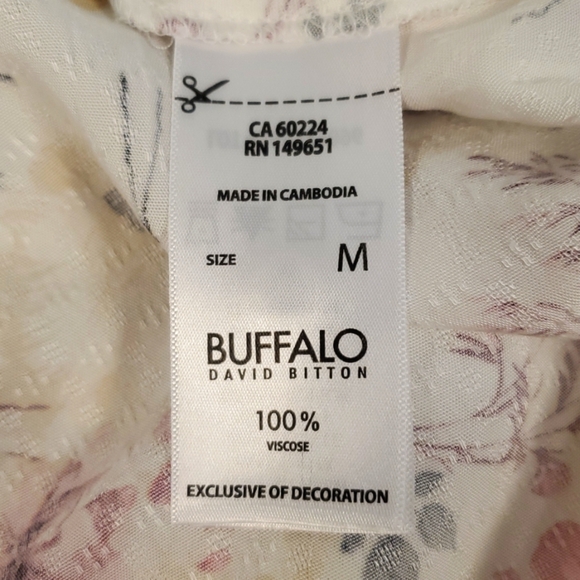 CA 60224
RN 149651
MADE IN CAMBODIA
SIZE M
BUFFALO
DAVID BITTON
100%
VISCOSE
EXCLUSIVE OF DECORATION